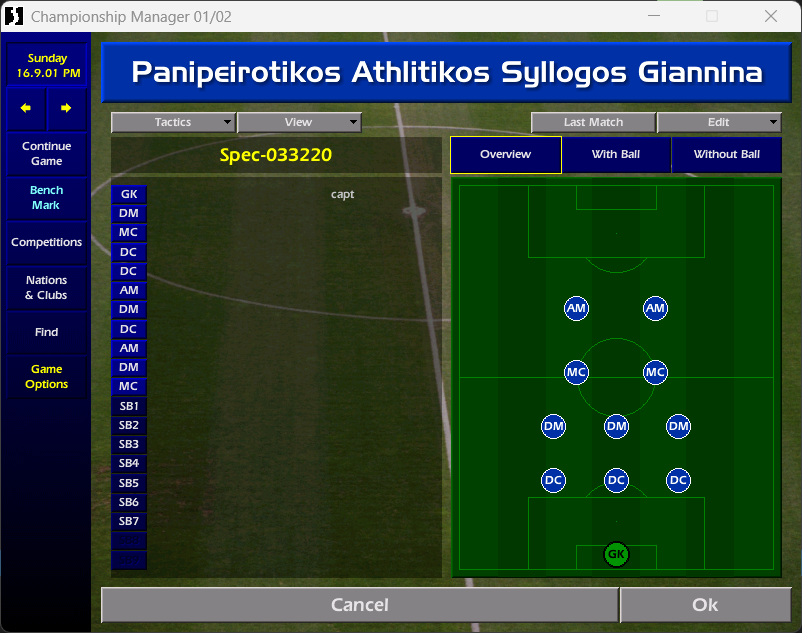 Championship Manager 01/02
Panipeirotikos Athlitikos Syllogos Giannina
Sunday
16.9.01 PM
Continue
Game
Bench
Mark
Competitions
Nations
& Clubs
Find
Game
Options
Tactics
View
Last Match
Edit
Spec-033220
Overview
With Ball
Without Ball
GK capt
DM
MC
DC
DC
AM
DM
DC
AM
DM
MC
SB1
SB2
SB3
SB4
SB5
SB6
SB7
AM AM
MC MC
DM DM DM
DC DC DC
GK
Cancel
Ok